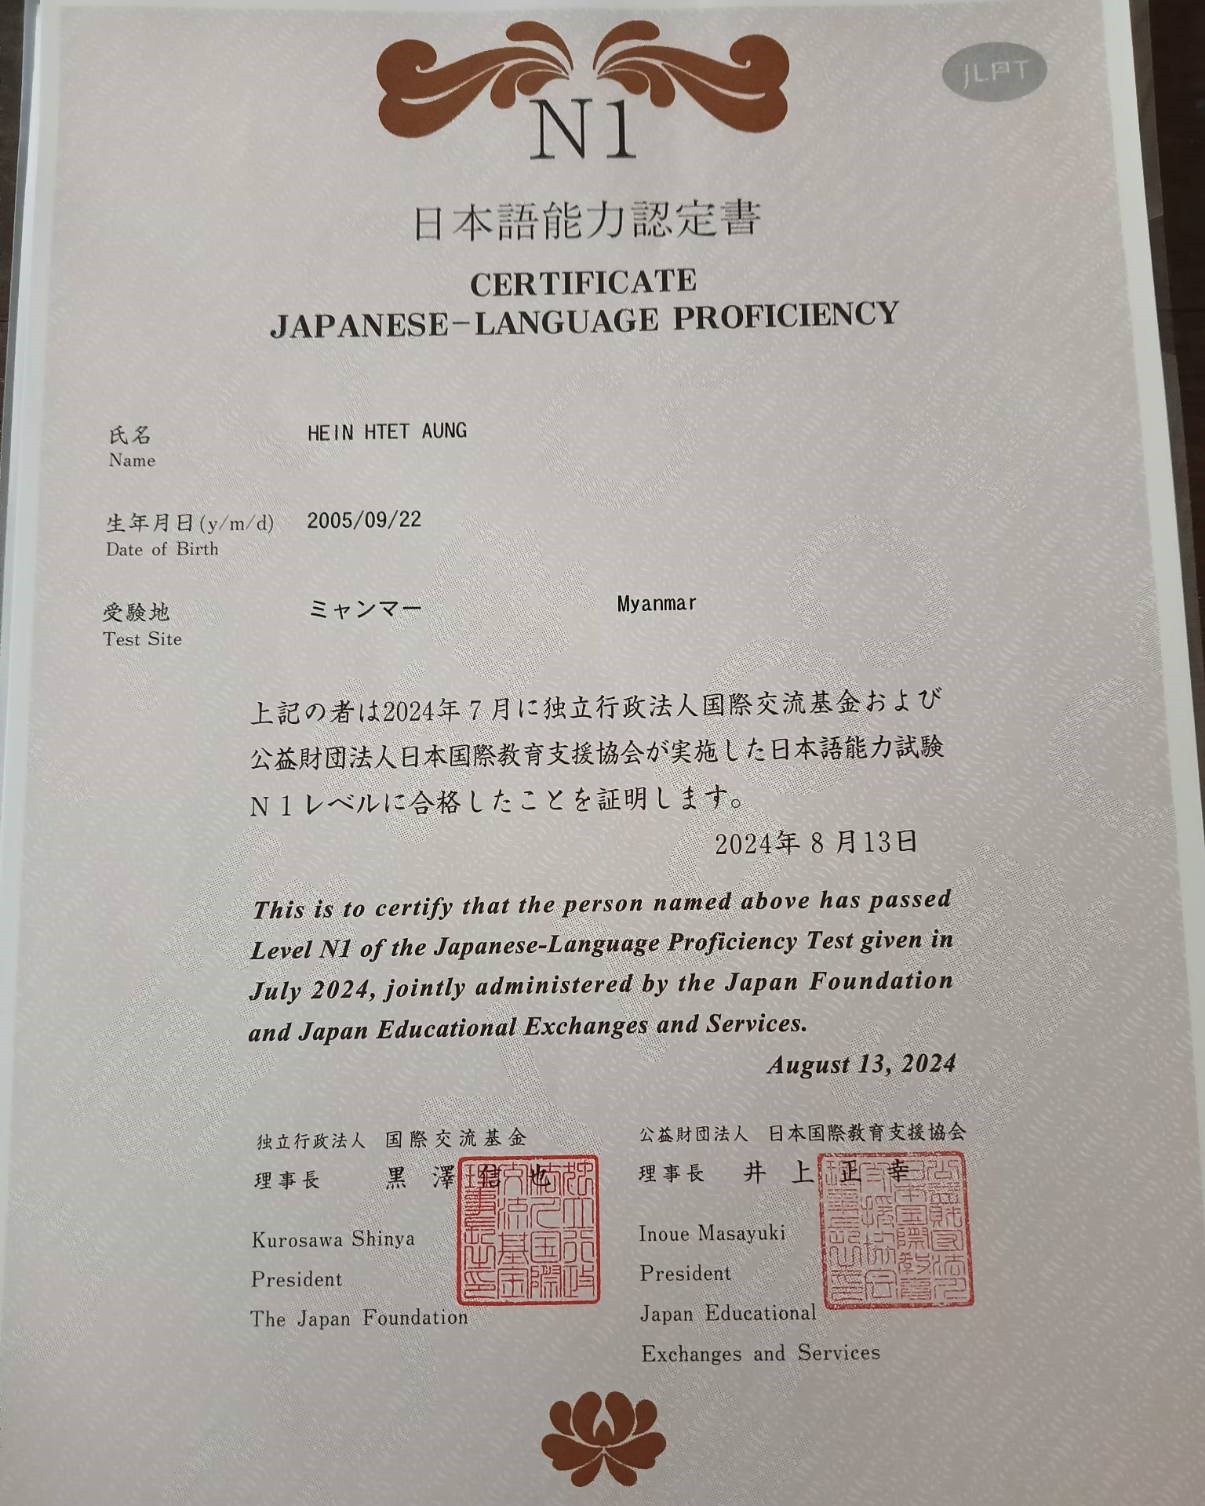 JLPT
N1
日本語能力認定書
CERTIFICATE
JAPANESE-LANGUAGE PROFICIENCY
氏名 HEIN HTET AUNG
Name
生年月日(y/m/d) 2005/09/22
Date of Birth
受験地 ミャンマー Myanmar
Test Site
上記の者は2024年7月に独立行政法人国際交流基金および
公益財団法人日本国際教育支援協会が実施した日本語能力試験
N1レベルに合格したことを証明します。
2024年8月13日
This is to certify that the person named above has passed
Level N1 of the Japanese-Language Proficiency Test given in
July 2024, jointly administered by the Japan Foundation
and Japan Educational Exchanges and Services.
August 13, 2024
独立行政法人 国際交流基金
理事長 黒澤信也
Kurosawa Shinya
President
The Japan Foundation
公益財団法人 日本国際教育支援協会
理事長 井上正幸
Inoue Masayuki
President
Japan Educational
Exchanges and Services